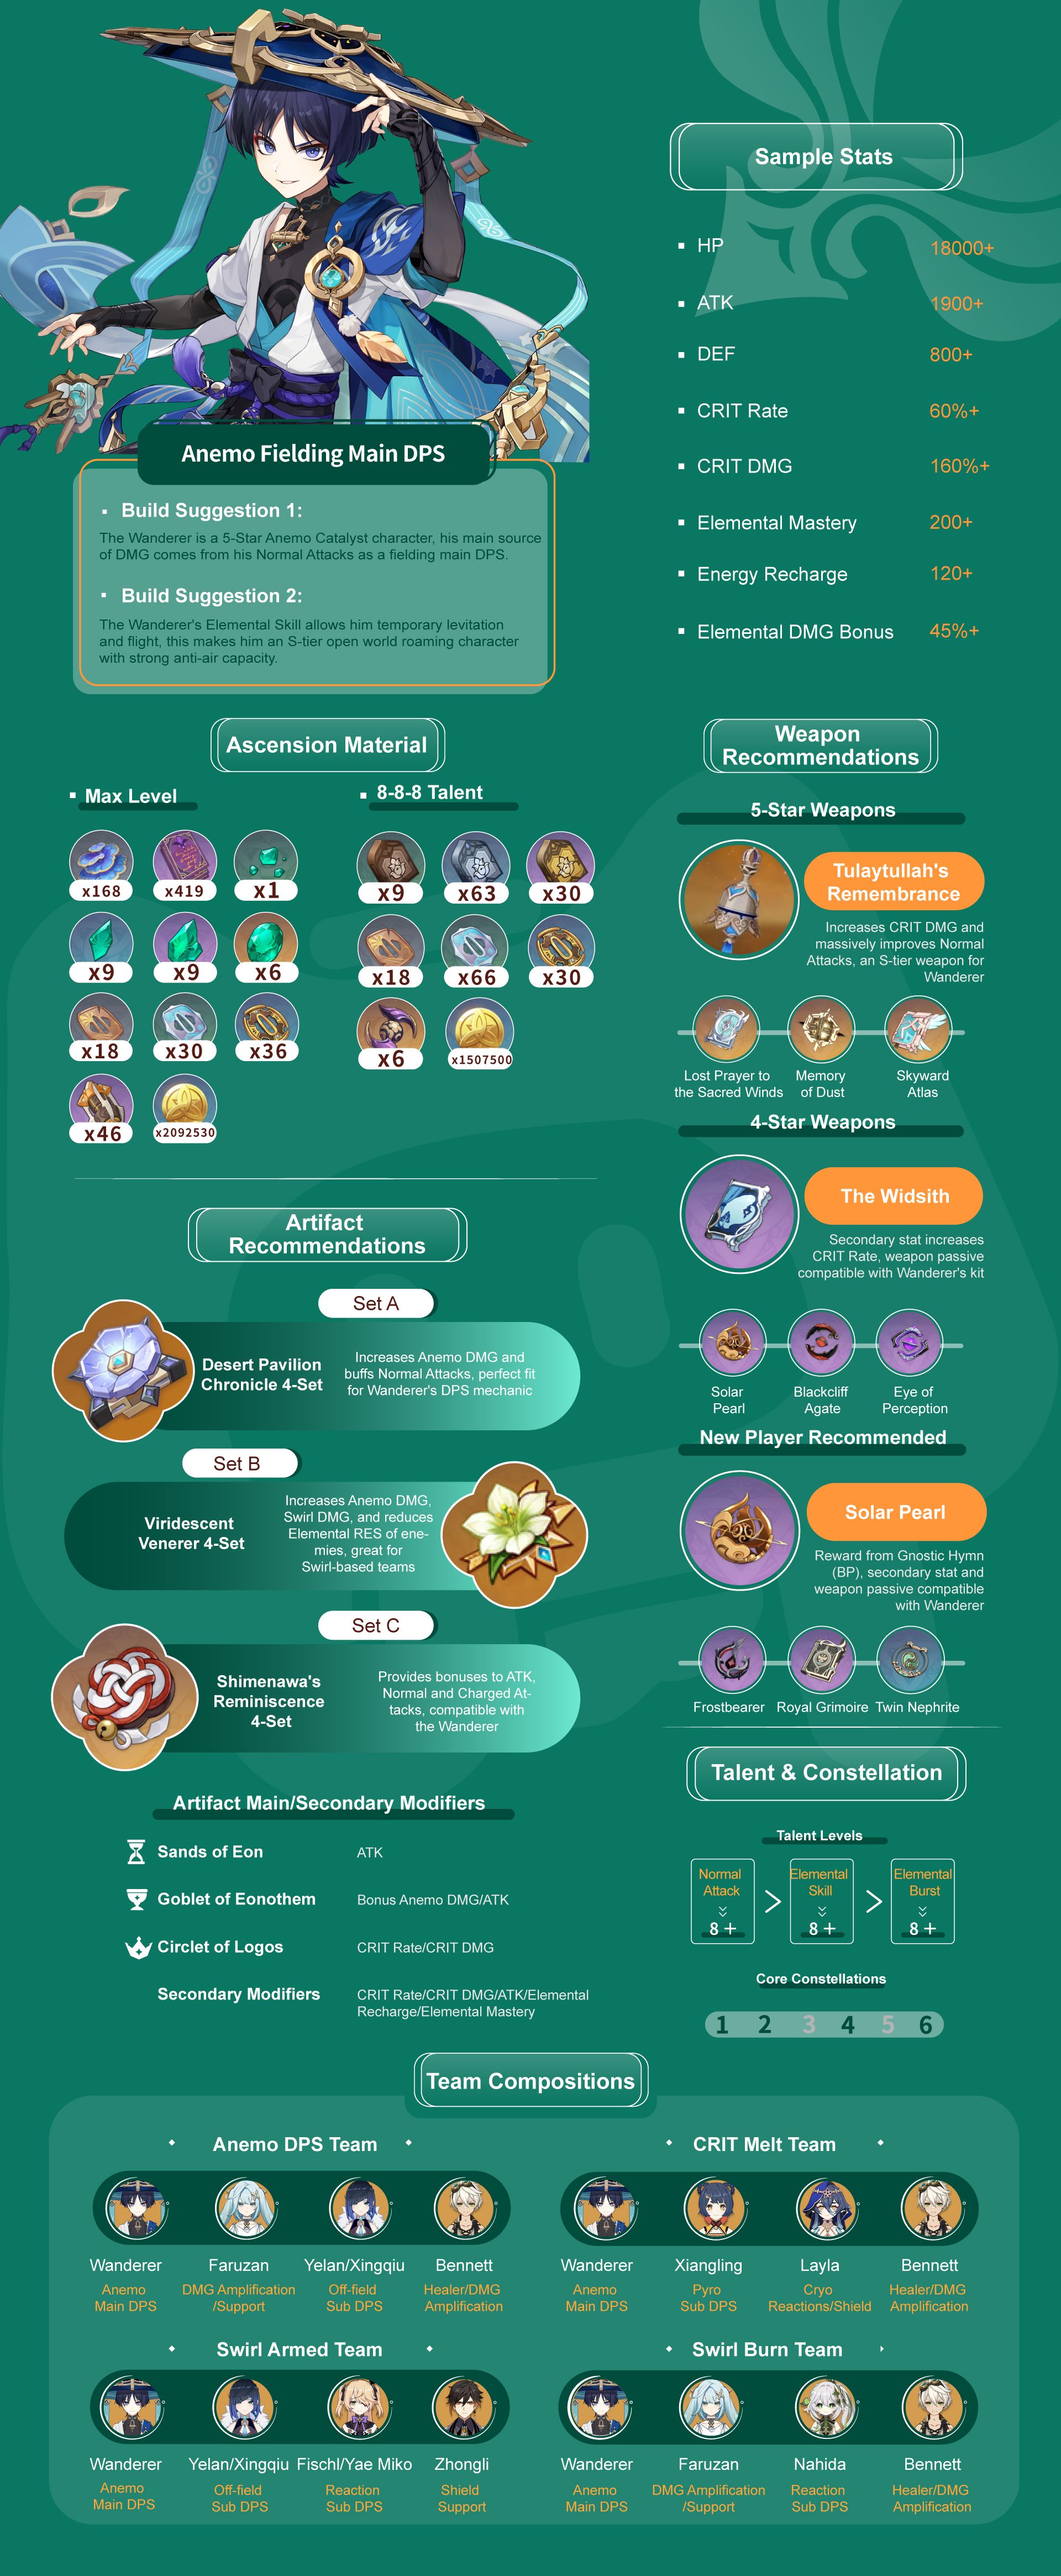 Sample Stats
HP
18000+
ATK
1900+
DEF
800+
CRIT Rate
60%+
CRIT DMG
160%+
Elemental Mastery
200+
Energy Recharge
120+
Elemental DMG Bonus
45%+
Anemo Fielding Main DPS
Build Suggestion 1:
The Wanderer is a 5-Star Anemo Catalyst character, his main source
of DMG comes from his Normal Attacks as a fielding main DPS.
Build Suggestion 2:
The Wanderer's Elemental Skill allows him temporary levitation
and flight, this makes him an S-tier open world roaming character
with strong anti-air capacity.
Ascension Material
Max Level
x168
x419
x1
x9
x9
x6
x18
x30
x36
x46
x2092530
8-8-8 Talent
x9
x63
x30
x18
x66
x30
x6
x1507500
Weapon
Recommendations
5-Star Weapons
Tulaytullah's
Remembrance
Increases CRIT DMG and
massively improves Normal
Attacks, an S-tier weapon for
Wanderer
Lost Prayer to
the Sacred Winds
Memory
of Dust
Skyward
Atlas
4-Star Weapons
The Widsith
Secondary stat increases
CRIT Rate, weapon passive
compatible with Wanderer's kit
Solar
Pearl
Blackcliff
Agate
Eye of
Perception
New Player Recommended
Solar Pearl
Reward from Gnostic Hymn
(BP), secondary stat and
weapon passive compatible
with Wanderer
Frostbearer
Royal Grimoire
Twin Nephrite
Artifact
Recommendations
Set A
Desert Pavilion
Chronicle 4-Set
Increases Anemo DMG and
buffs Normal Attacks, perfect fit
for Wanderer's DPS mechanic
Set B
Viridescent
Venerer 4-Set
Increases Anemo DMG,
Swirl DMG, and reduces
Elemental RES of ene-
mies, great for
Swirl-based teams
Set C
Shimenawa's
Reminiscence
4-Set
Provides bonuses to ATK,
Normal and Charged At-
tacks, compatible with
the Wanderer
Artifact Main/Secondary Modifiers
Sands of Eon
ATK
Goblet of Eonothem
Bonus Anemo DMG/ATK
Circlet of Logos
CRIT Rate/CRIT DMG
Secondary Modifiers
CRIT Rate/CRIT DMG/ATK/Elemental
Recharge/Elemental Mastery
Talent & Constellation
Talent Levels
Normal
Attack
8 +
>
Elemental
Skill
8 +
>
Elemental
Burst
8 +
Core Constellations
1 2 3 4 5 6
Team Compositions
Anemo DPS Team
Wanderer
Anemo
Main DPS
Faruzan
DMG Amplification
/Support
Yelan/Xingqiu
Off-field
Sub DPS
Bennett
Healer/DMG
Amplification
CRIT Melt Team
Wanderer
Anemo
Main DPS
Xiangling
Pyro
Sub DPS
Layla
Cryo
Reactions/Shield
Bennett
Healer/DMG
Amplification
Swirl Armed Team
Wanderer
Anemo
Main DPS
Yelan/Xingqiu
Off-field
Sub DPS
Fischl/Yae Miko
Reaction
Sub DPS
Zhongli
Shield
Support
Swirl Burn Team
Wanderer
Anemo
Main DPS
Faruzan
DMG Amplification
/Support
Nahida
Reaction
Sub DPS
Bennett
Healer/DMG
Amplification